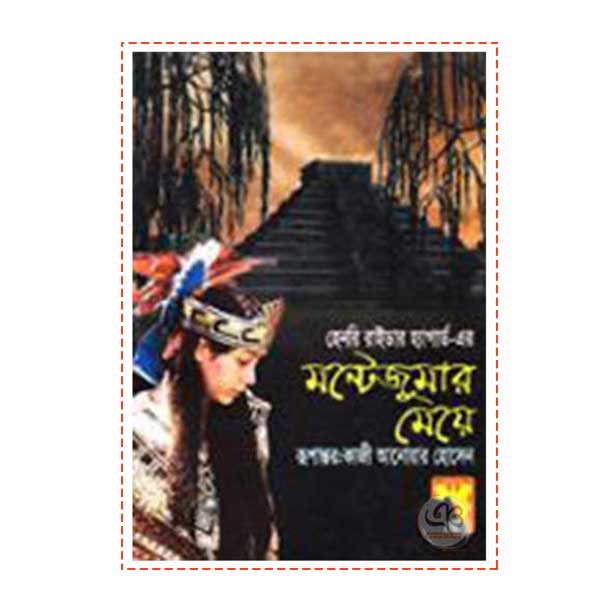 হেনরি রাইডার হ্যাগার্ড-এর
মন্টেজুমার
মেয়ে
রূপান্তর:কাজী আনোয়ার হোসেন